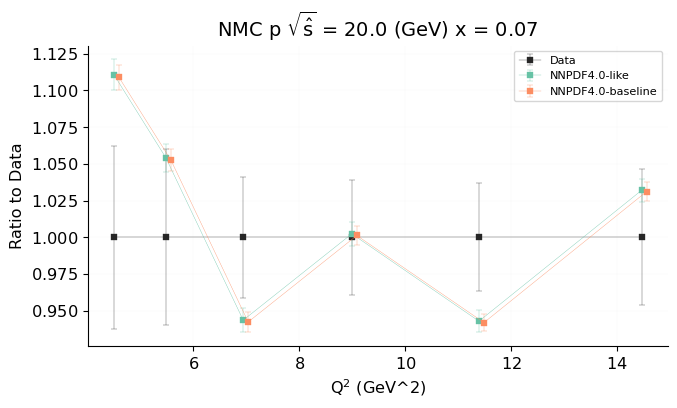 NMC p √ŝ = 20.0 (GeV) x = 0.07
Data
NNPDF4.0-like
NNPDF4.0-baseline
Ratio to Data
1.125
1.100
1.075
1.050
1.025
1.000
0.975
0.950
6 8 10 12 14
Q² (GeV^2)